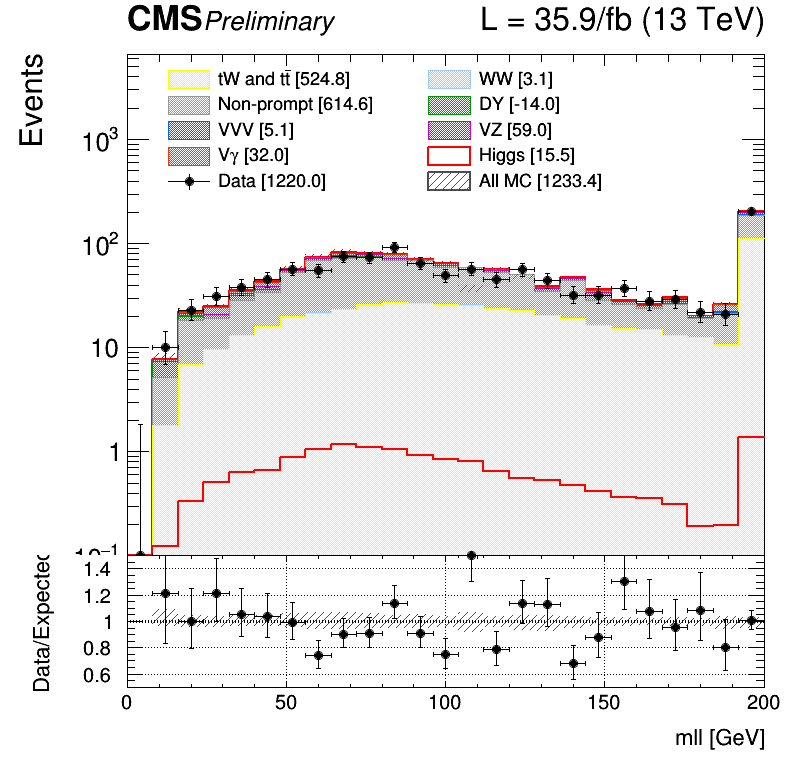 CMS Preliminary L = 35.9/fb (13 TeV)
Events
tW and tt̄ [524.8] WW [3.1]
Non-prompt [614.6] DY [-14.0]
VVV [5.1] VZ [59.0]
Vγ [32.0] Higgs [15.5]
Data [1220.0] All MC [1233.4]
10³
10²
10
1
10⁻¹
Data/Expected
1.4
1.2
1
0.8
0.6
0 50 100 150 200
mll [GeV]